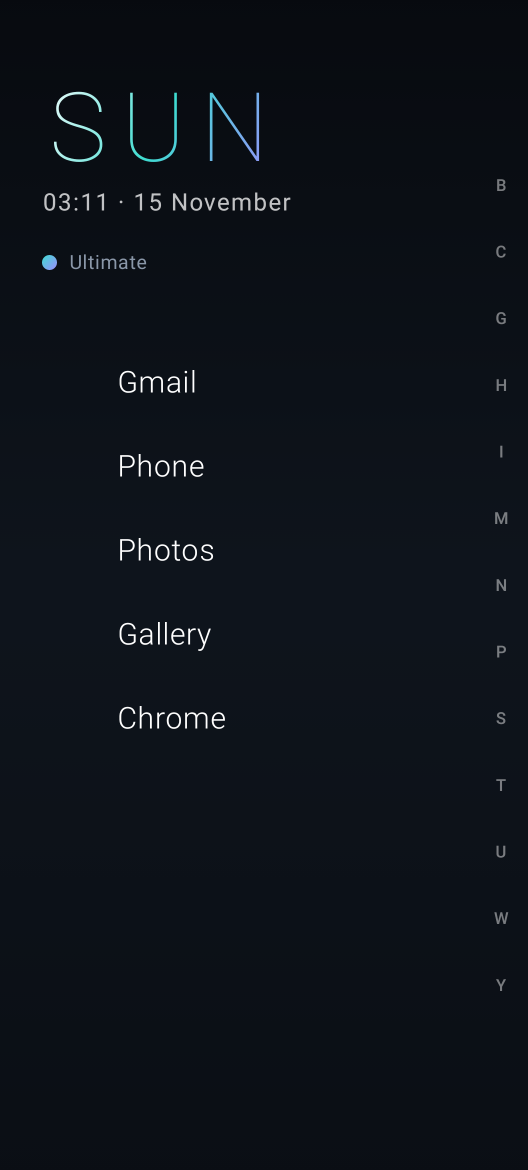 SUN
03:11 · 15 November
Ultimate
Gmail
Phone
Photos
Gallery
Chrome
B
C
G
H
I
M
N
P
S
T
U
W
Y